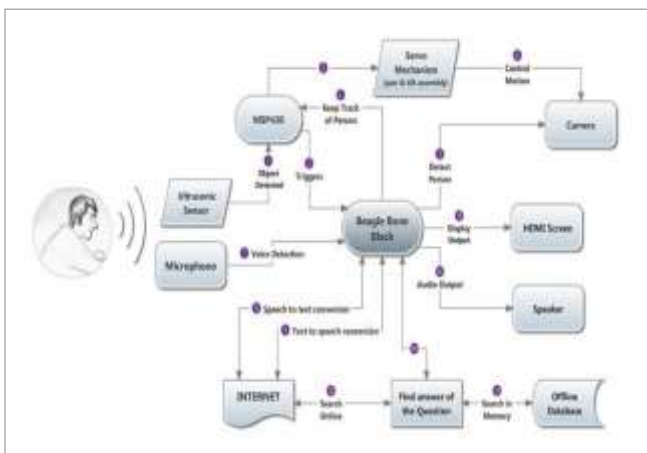 Servo
Mechanism
(pan & tilt assembly)
Control
Motion
Camera
MSP430
Keep Track
of Person
Object
Detected
Triggers
Detect
Person
Ultrasonic
Sensor
Beagle Bone
Black
Display
Output
HDMI Screen
Microphone
Voice Detection
Audio Output
Speaker
Speech to text conversion
Text to speech conversion
INTERNET
Search
Online
Find answer of
the Question
Search in
Memory
Offline
Database